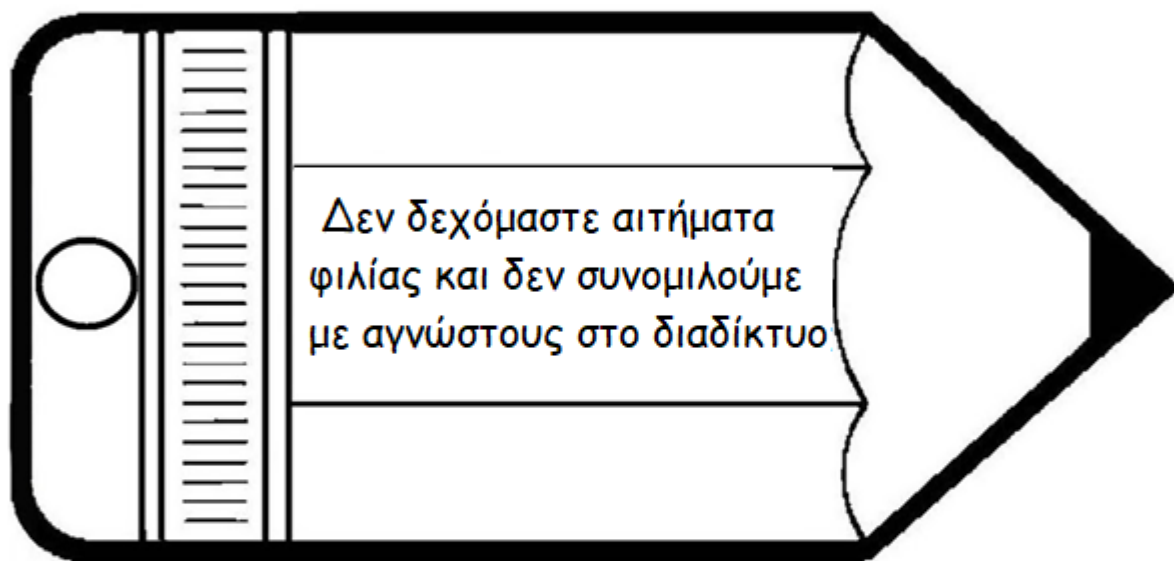 Δεν δεχόμαστε αιτήματα
φιλίας και δεν συνομιλούμε
με αγνώστους στο διαδίκτυο